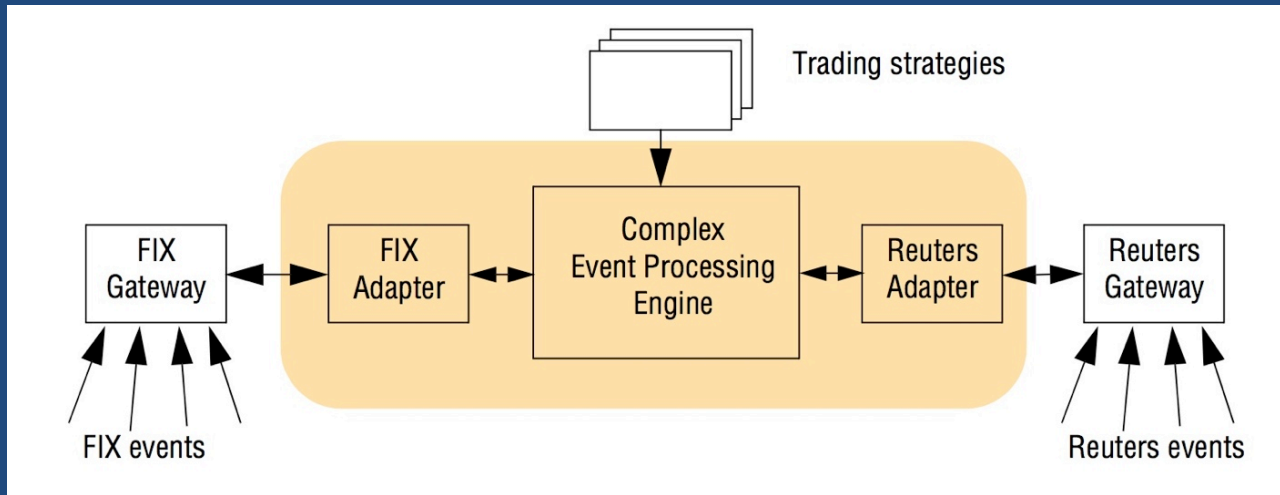 Trading strategies
FIX
Gateway
FIX
Adapter
Complex
Event Processing
Engine
Reuters
Adapter
Reuters
Gateway
FIX events
Reuters events